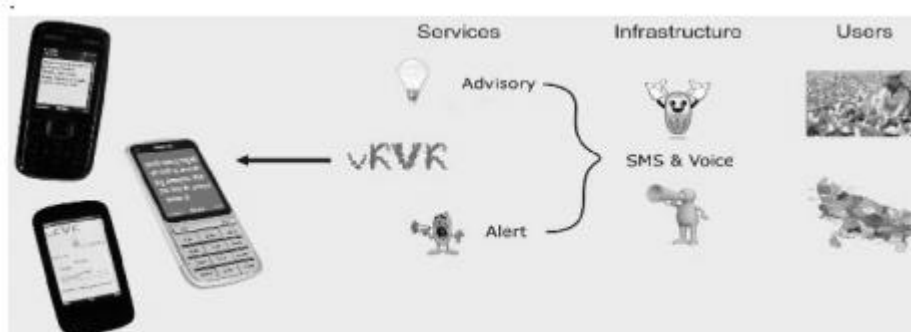 Services
Infrastructure
Users
Advisory
vKVK
SMS & Voice
Alert